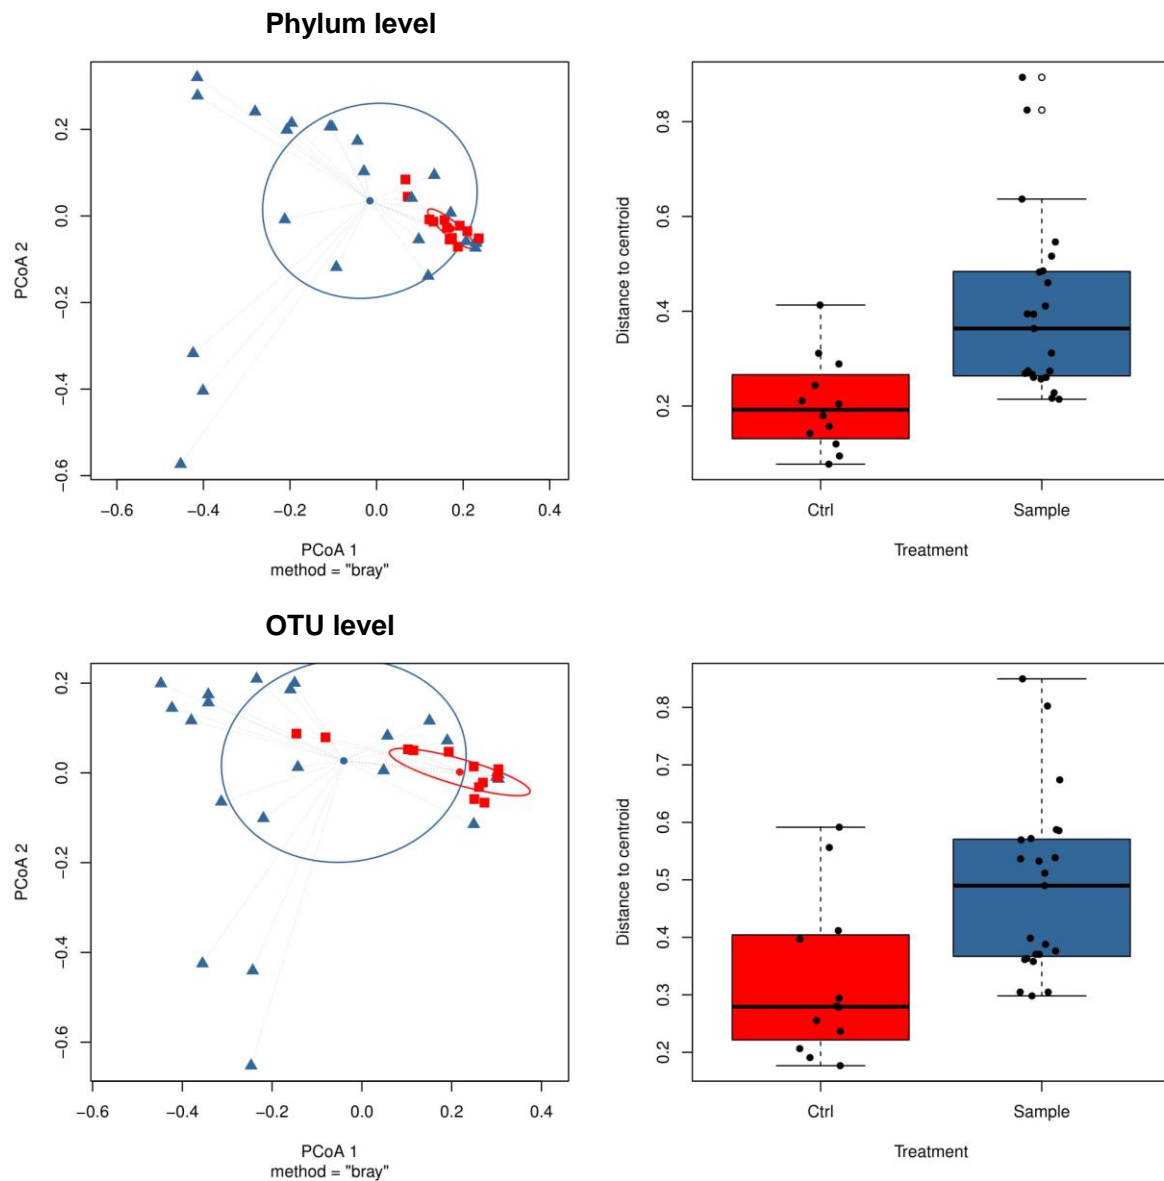 Phylum level
0.2
0.0
−0.2
−0.4
−0.6
PCoA 2
−0.6 −0.4 −0.2 0.0 0.2 0.4
PCoA 1
method = "bray"
0.8
0.6
0.4
0.2
Distance to centroid
Ctrl Sample
Treatment
OTU level
0.2
0.0
−0.2
−0.4
−0.6
PCoA 2
−0.6 −0.4 −0.2 0.0 0.2 0.4
PCoA 1
method = "bray"
0.8
0.7
0.6
0.5
0.4
0.3
0.2
Distance to centroid
Ctrl Sample
Treatment